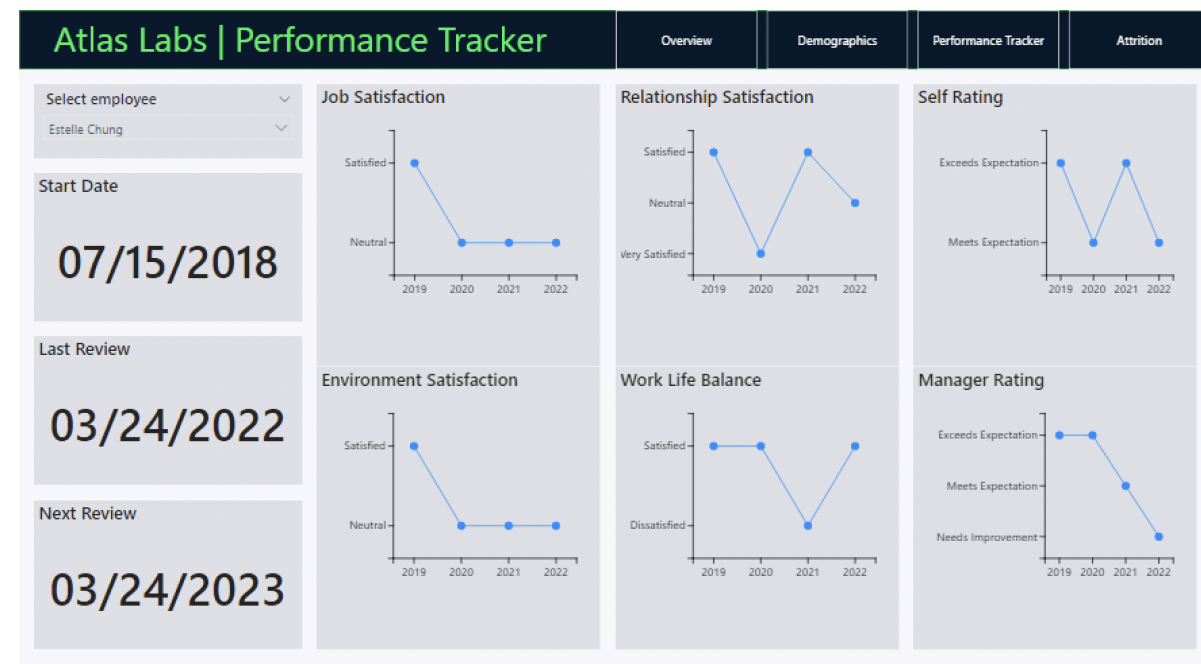 Atlas Labs | Performance Tracker
Overview
Demographics
Performance Tracker
Attrition
Select employee
Estelle Chung
Start Date
07/15/2018
Last Review
03/24/2022
Next Review
03/24/2023
Job Satisfaction
Satisfied
Neutral
2019 2020 2021 2022
Relationship Satisfaction
Satisfied
Neutral
Very Satisfied
2019 2020 2021 2022
Self Rating
Exceeds Expectation
Meets Expectation
2019 2020 2021 2022
Environment Satisfaction
Satisfied
Neutral
2019 2020 2021 2022
Work Life Balance
Satisfied
Dissatisfied
2019 2020 2021 2022
Manager Rating
Exceeds Expectation
Meets Expectation
Needs Improvement
2019 2020 2021 2022